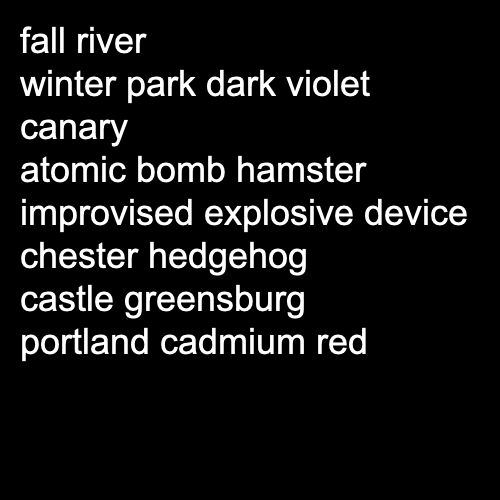 fall river
winter park dark violet
canary
atomic bomb hamster
improvised explosive device
chester hedgehog
castle greensburg
portland cadmium red